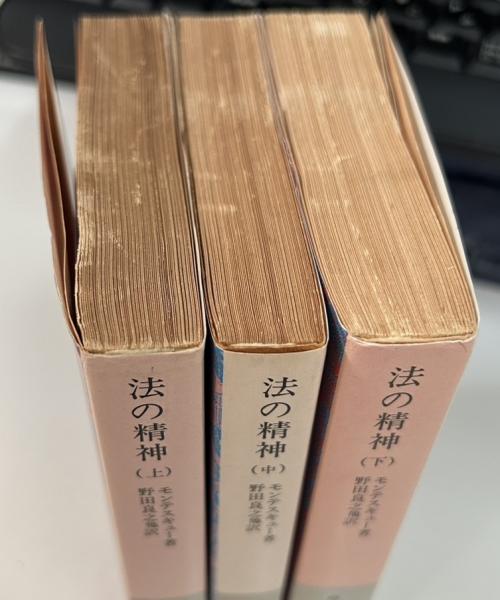 法の精神
（上）
モンテスキュー著
野田良之他訳
法の精神
（中）
モンテスキュー著
野田良之他訳
法の精神
（下）
モンテスキュー著
野田良之他訳